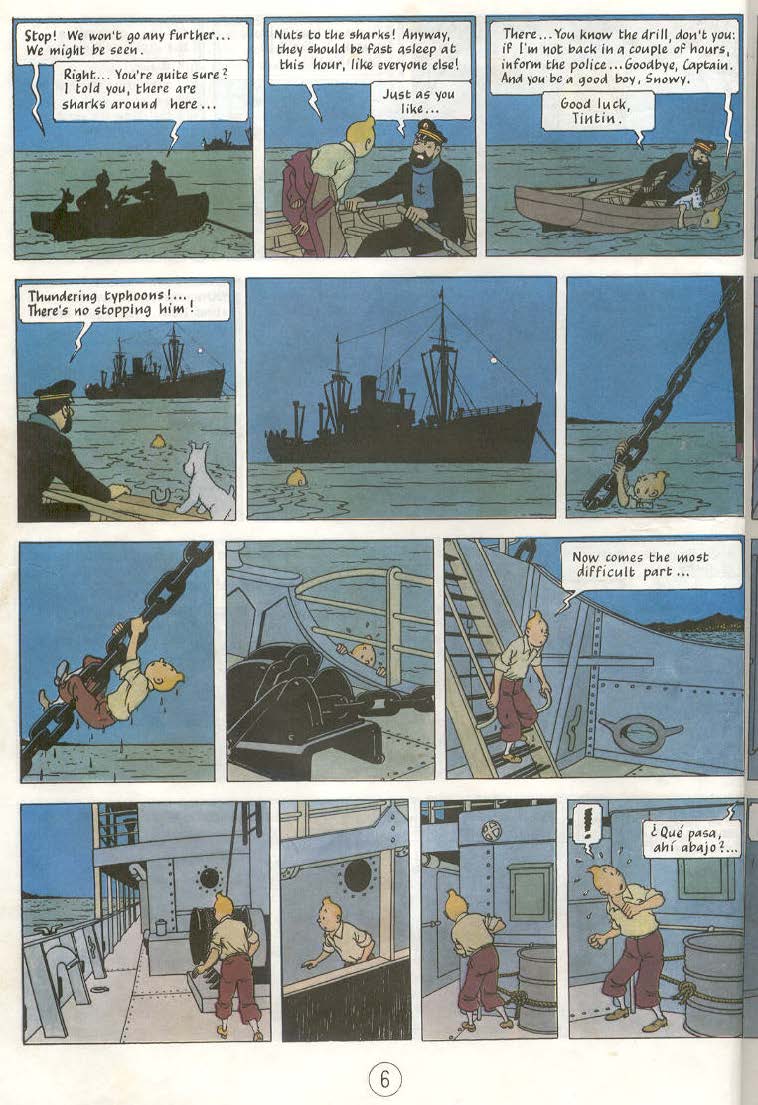 Stop! We won't go any further...
We might be seen.
Right... You're quite sure?
I told you, there are
sharks around here...
Nuts to the sharks! Anyway,
they should be fast asleep at
this hour, like everyone else!
Just as you
like...
There... You know the drill, don't you:
if I'm not back in a couple of hours,
inform the police... Goodbye, Captain.
And you be a good boy, Snowy.
Good luck,
Tintin.
Thundering typhoons!...
There's no stopping him!
Now comes the most
difficult part...
!
¿Qué pasa,
ahí abajo?...
6